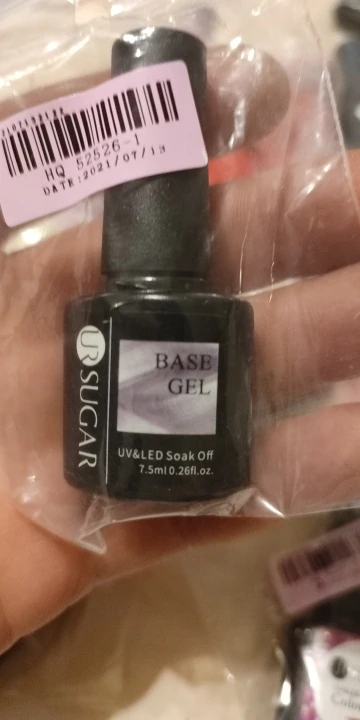 HQ 52526-1
DATE:2021/07/13
UR SUGAR
BASE
GEL
UV&LED Soak Off
7.5ml 0.26fl.oz.